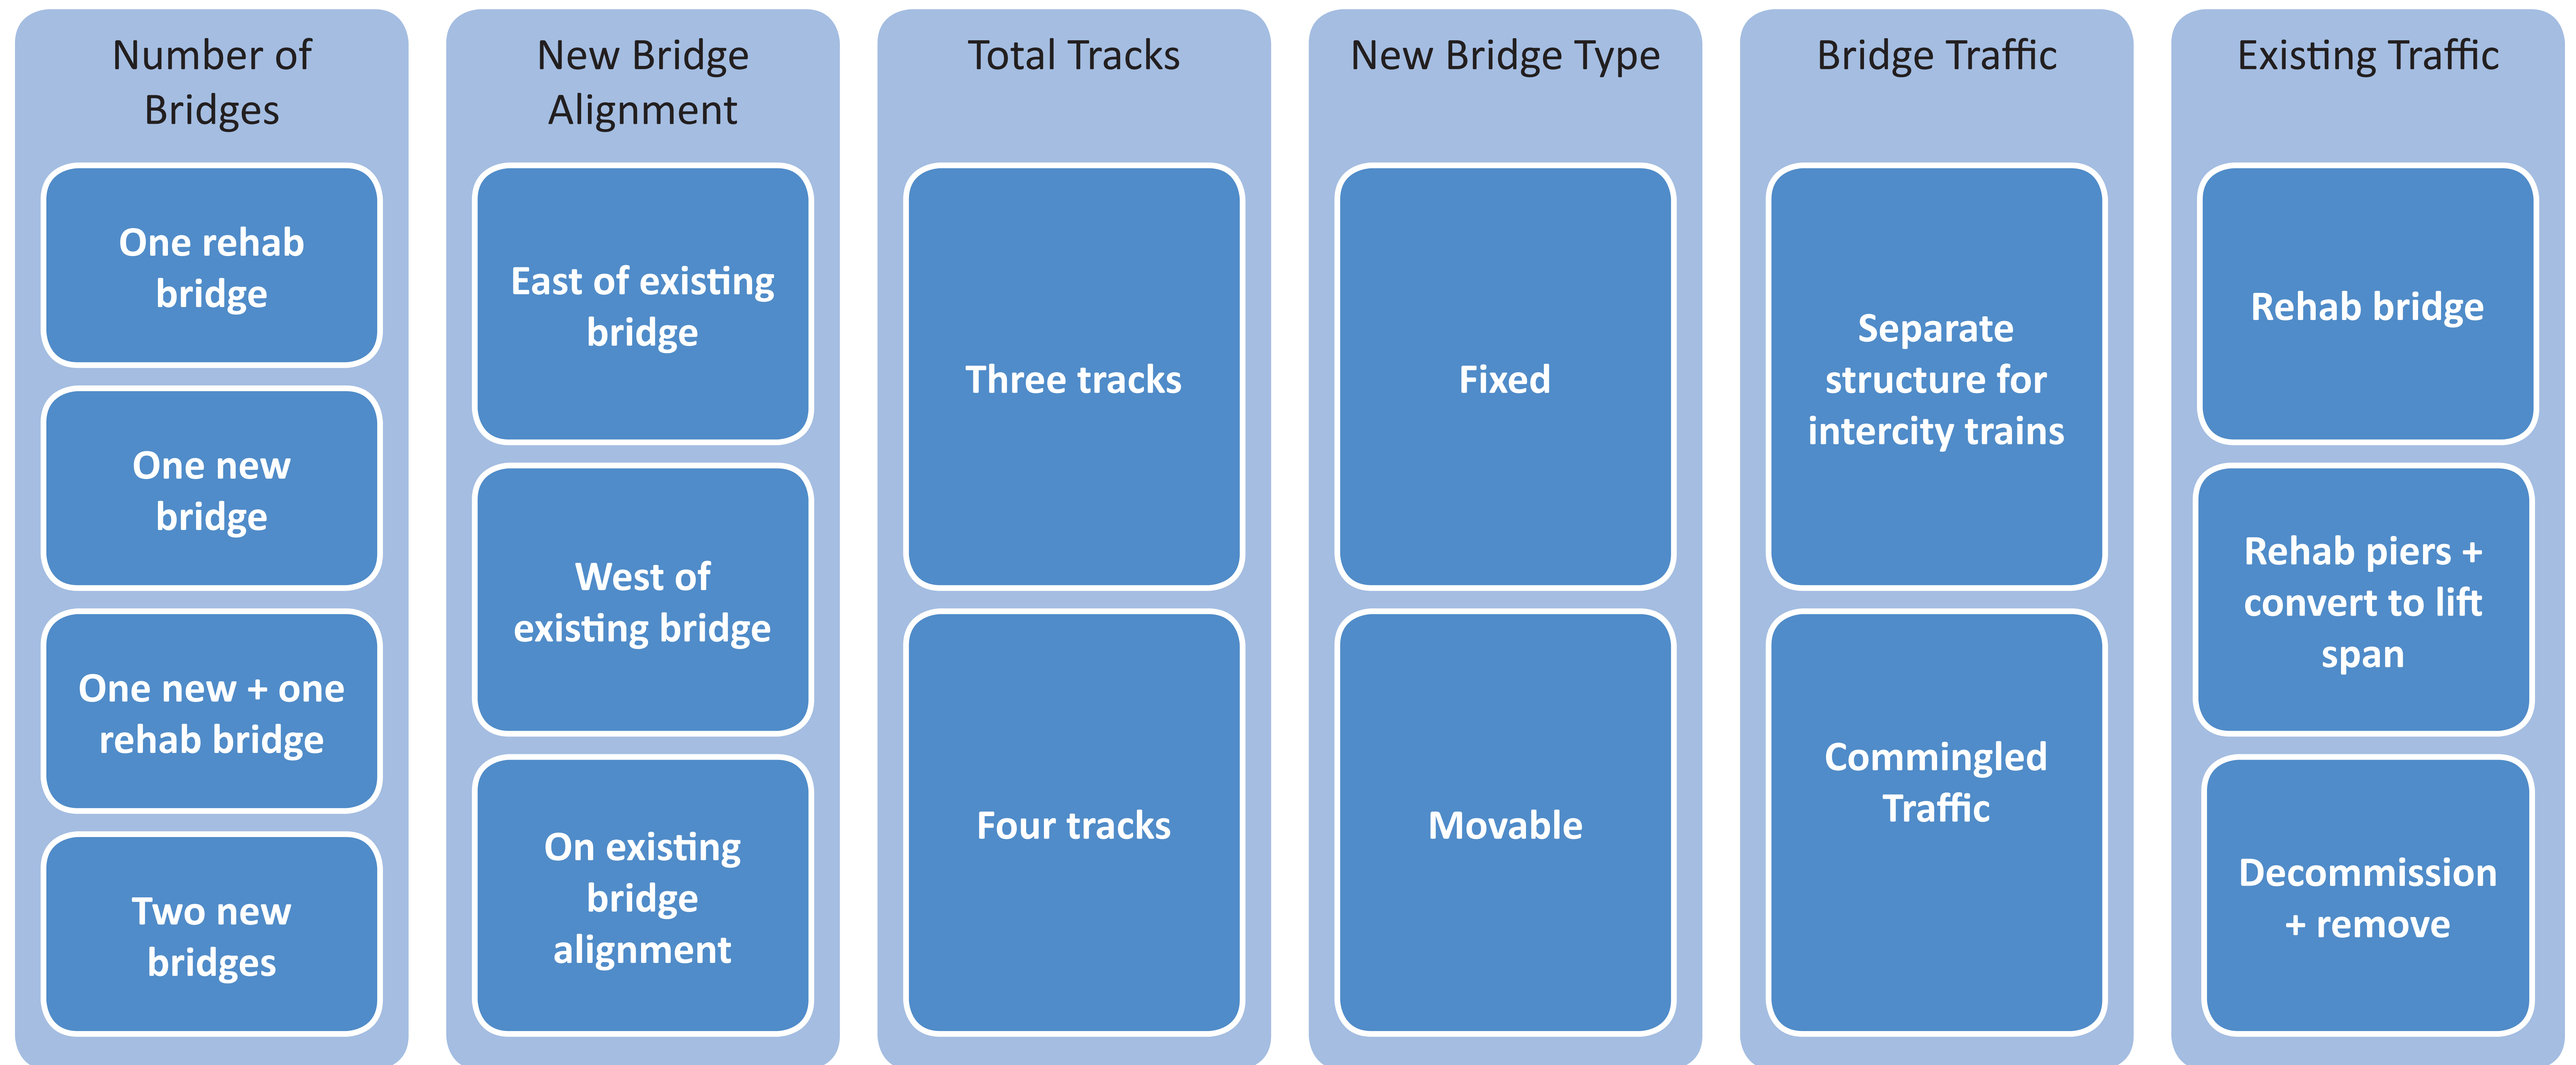 Number of
Bridges
One rehab
bridge
One new
bridge
One new + one
rehab bridge
Two new
bridges
New Bridge
Alignment
East of existing
bridge
West of
existing bridge
On existing
bridge
alignment
Total Tracks
Three tracks
Four tracks
New Bridge Type
Fixed
Movable
Bridge Traffic
Separate
structure for
intercity trains
Commingled
Traffic
Existing Traffic
Rehab bridge
Rehab piers +
convert to lift
span
Decommission
+ remove